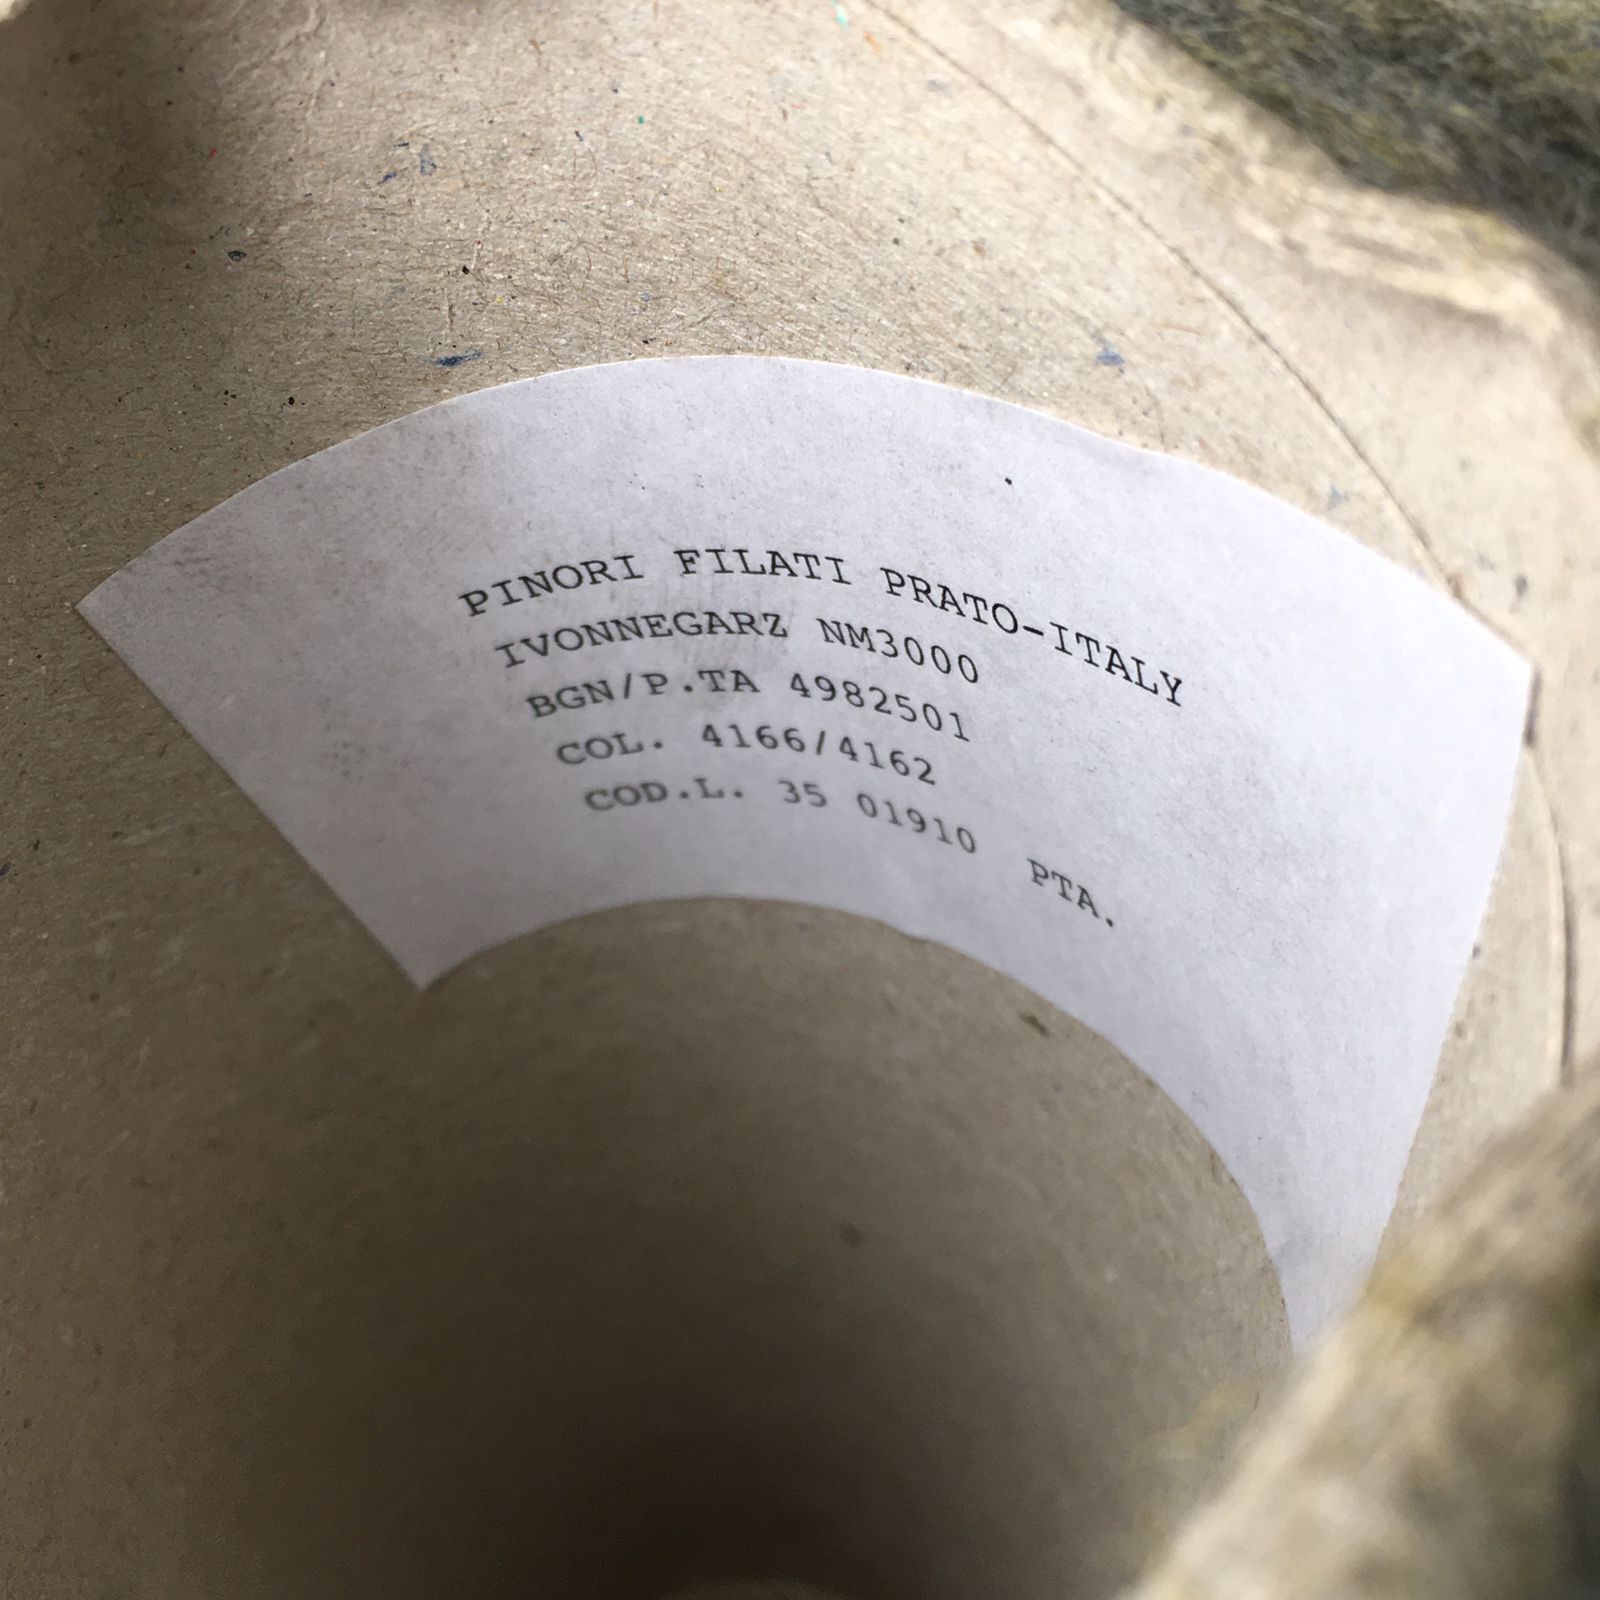 PINORI FILATI PRATO-ITALY
IVONNEGARZ NM3000
BGN/P.TA 4982501
COL. 4166/4162
COD.L. 35 01910 PTA.